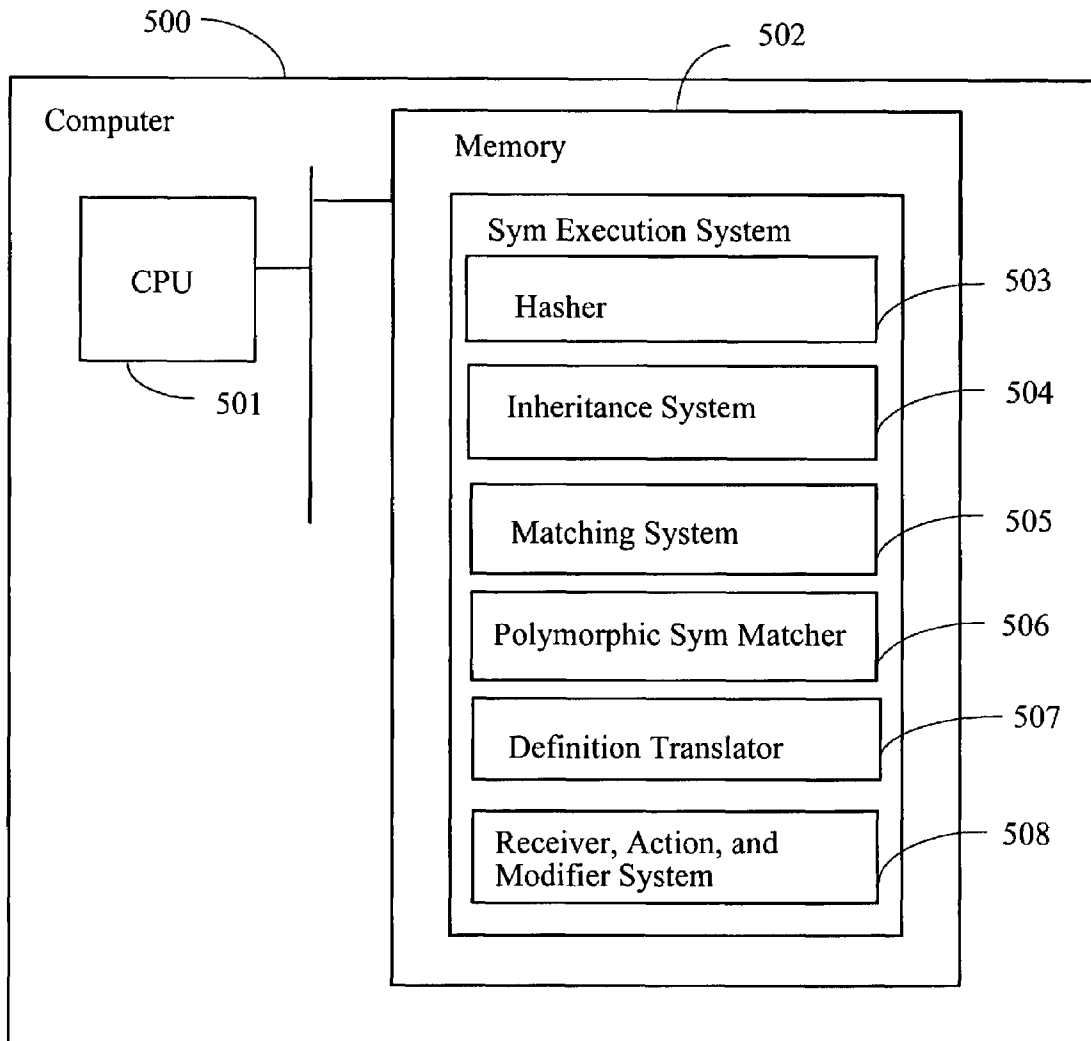 500
502
Computer
Memory
Sym Execution System
CPU
503
Hasher
501
504
Inheritance System
505
Matching System
506
Polymorphic Sym Matcher
507
Definition Translator
508
Receiver, Action, and
Modifier System